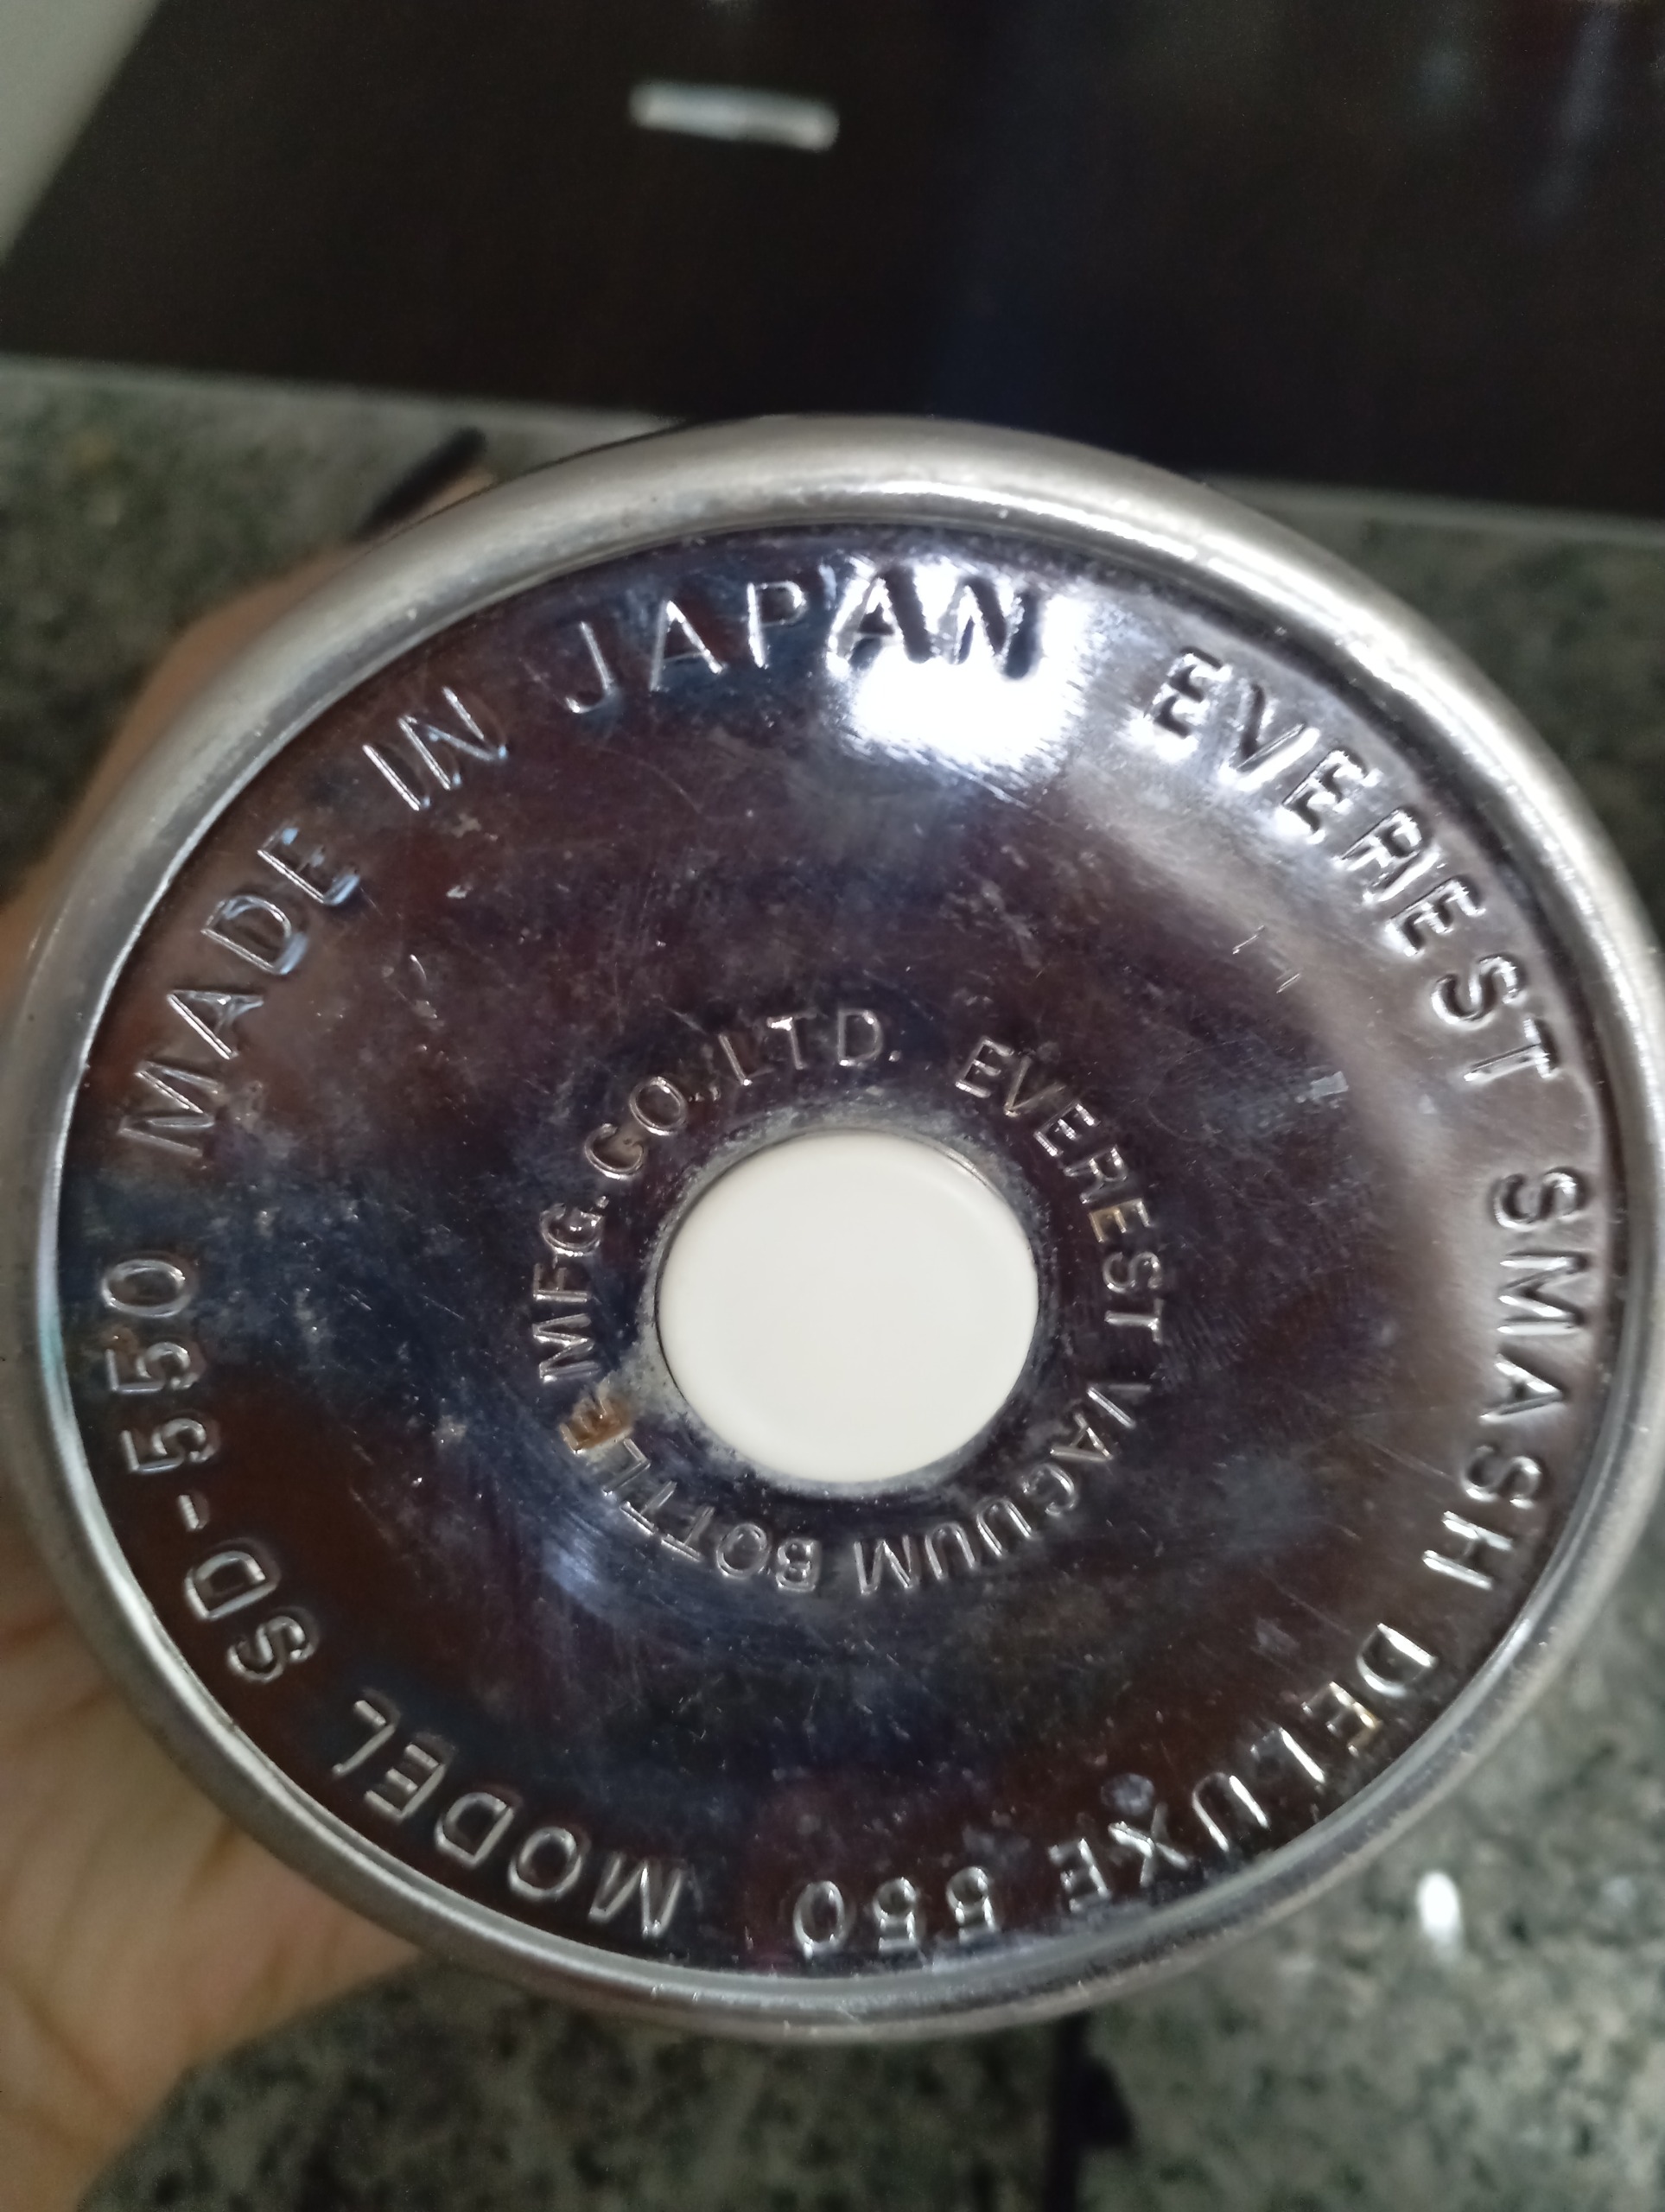 EVEREST SMASH DELUXE 550 MODEL SD-550 MADE IN JAPAN
EVEREST VACUUM BOTTLE MFG.CO.,LTD.